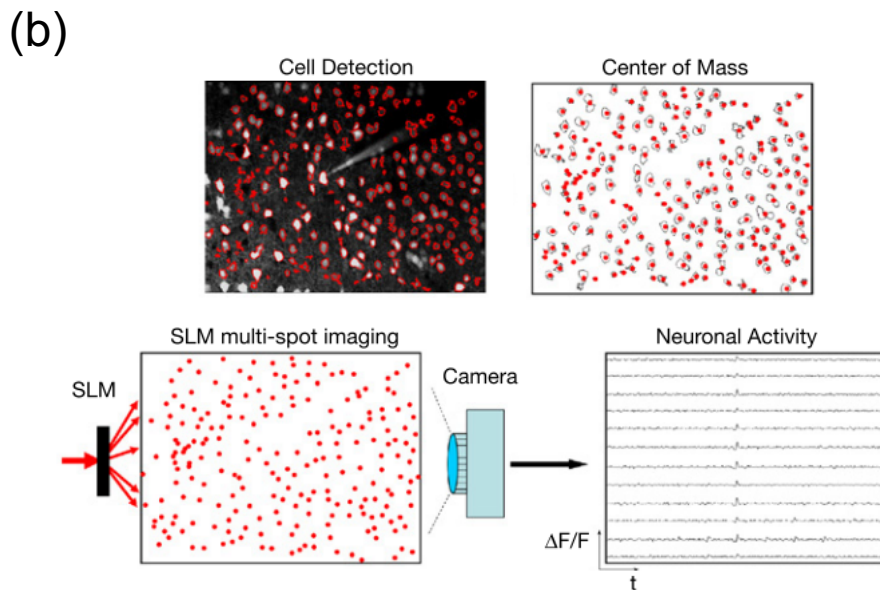 (b)
Cell Detection
Center of Mass
SLM multi-spot imaging
Neuronal Activity
SLM
Camera
ΔF/F
t